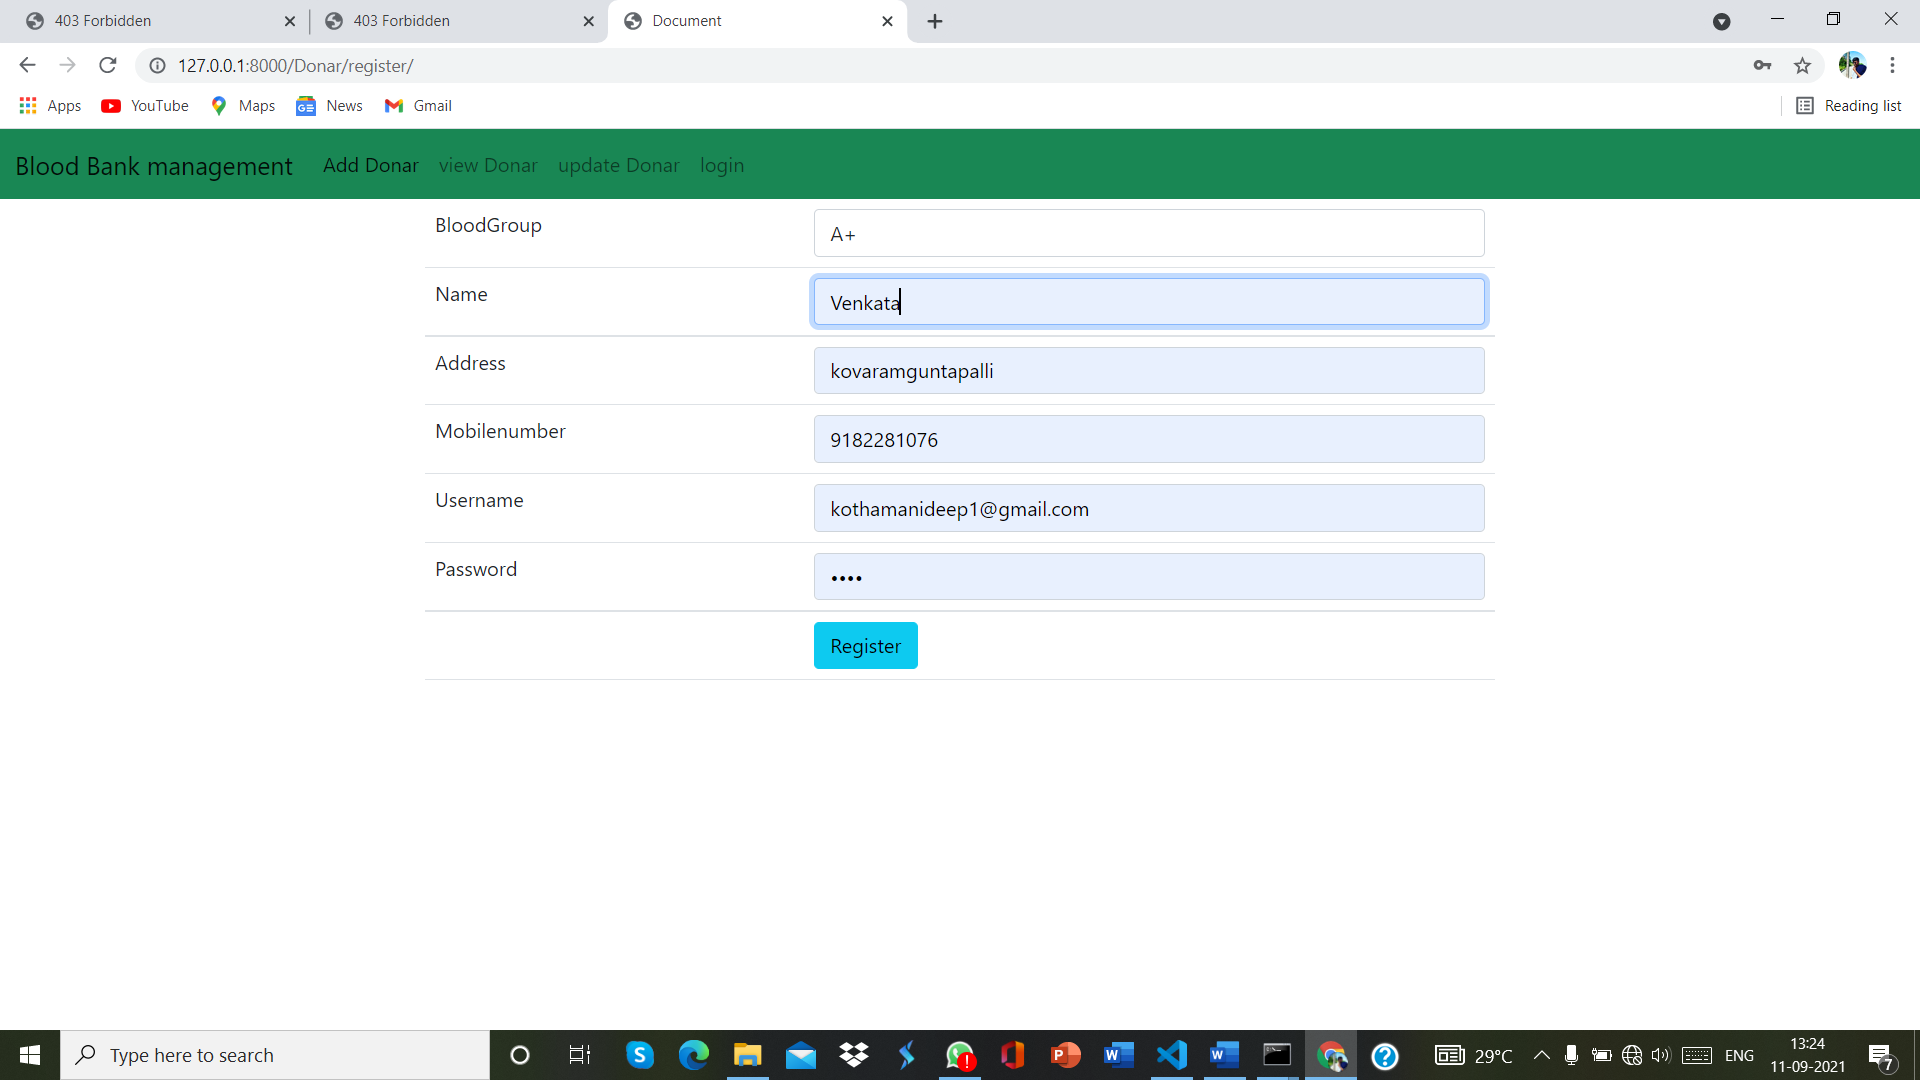 403 Forbidden 403 Forbidden Document
127.0.0.1:8000/Donar/register/
Apps YouTube Maps News Gmail Reading list
Blood Bank management Add Donar view Donar update Donar login
BloodGroup A+
Name Venkata
Address kovaramguntapalli
Mobilenumber 9182281076
Username kothamanideep1@gmail.com
Password ••••
Register
Type here to search 29°C ENG 13:24
11-09-2021 7